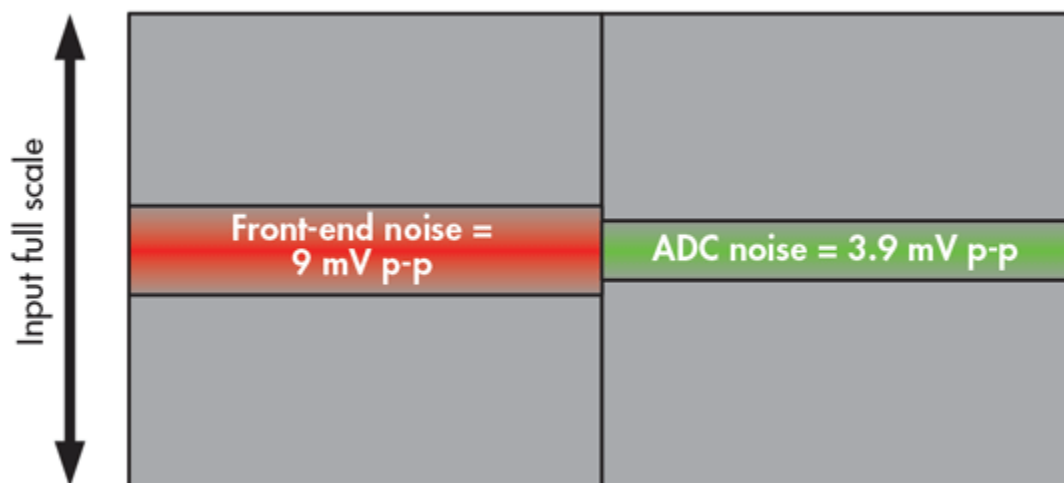 Input full scale
Front-end noise =
9 mV p-p
ADC noise = 3.9 mV p-p